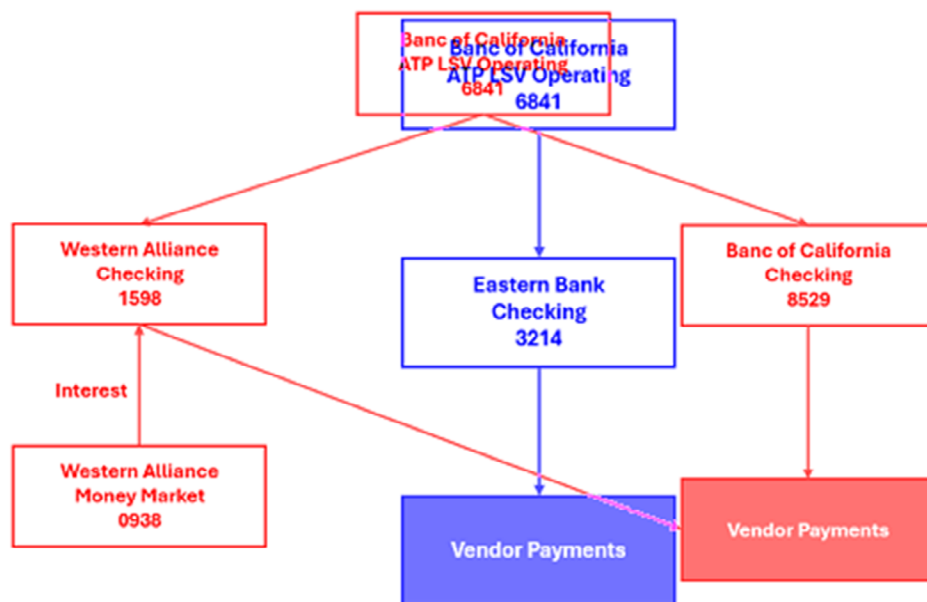 Banc of California
ATP LSV Operating
6841
Banc of California
ATP LSV Operating
6841
Western Alliance
Checking
1598
Eastern Bank
Checking
3214
Banc of California
Checking
8529
Interest
Western Alliance
Money Market
0938
Vendor Payments
Vendor Payments